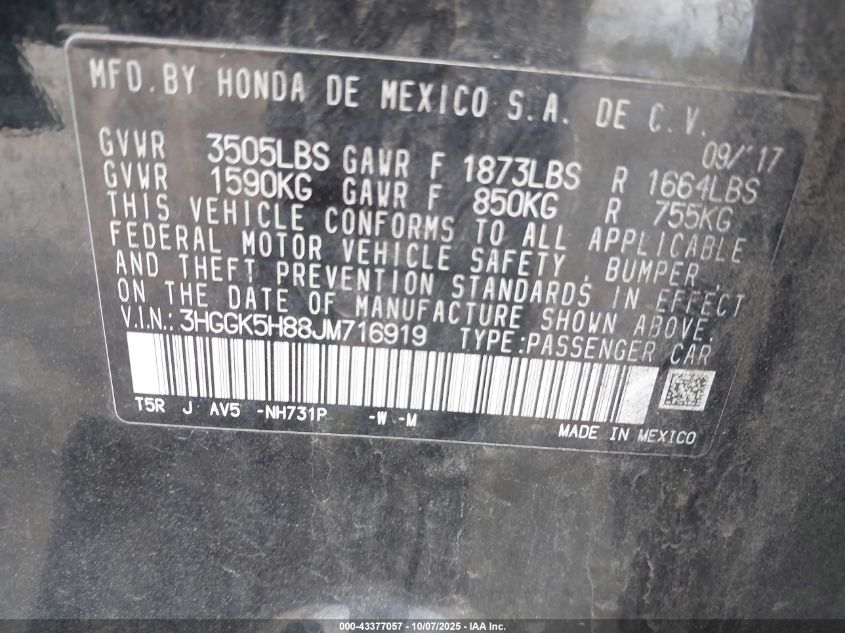 MFD.BY HONDA DE MEXICO S.A. DE C.V.
09/'17
GVWR 3505LBS GAWR F 1873LBS R 1664LBS
GVWR 1590KG GAWR F 850KG R 755KG
THIS VEHICLE CONFORMS TO ALL APPLICABLE
FEDERAL MOTOR VEHICLE SAFETY, BUMPER,
AND THEFT PREVENTION STANDARDS IN EFFECT
ON THE DATE OF MANUFACTURE SHOWN ABOVE.
V.I.N.: 3HGGK5H88JM716919 TYPE:PASSENGER CAR
T5R J AV5 -NH731P -W -M
MADE IN MEXICO
000-43377057 - 10/07/2025 - IAA Inc.